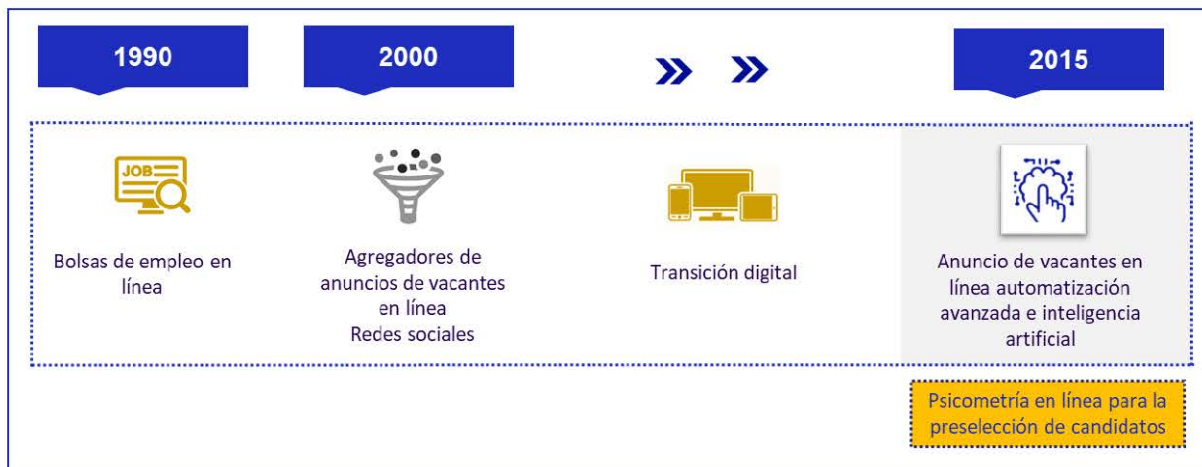 1990
2000
2015
JOB
Bolsas de empleo en
línea
Agregadores de
anuncios de vacantes
en línea
Redes sociales
Transición digital
Anuncio de vacantes en
línea automatización
avanzada e inteligencia
artificial
Psicometría en línea para la
preselección de candidatos